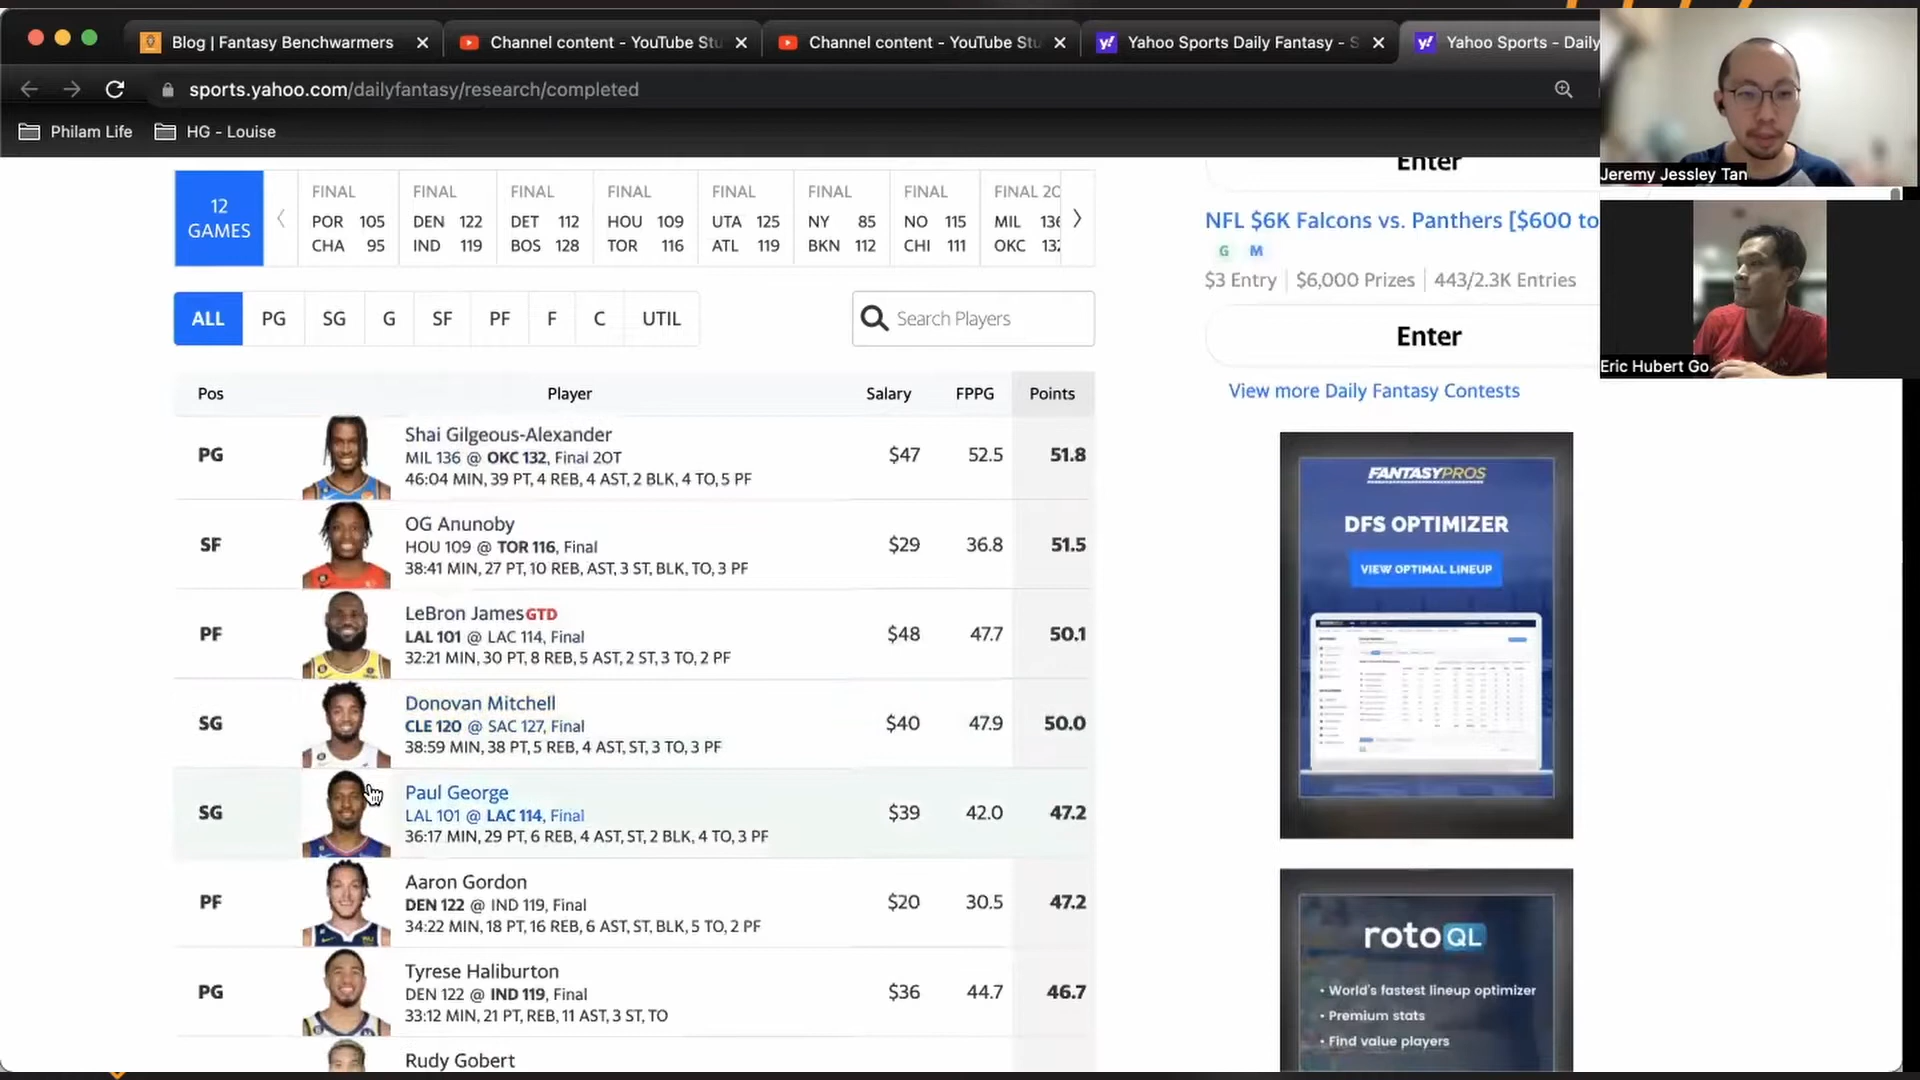 Blog | Fantasy Benchwarmers
Channel content - YouTube Stu
Channel content - YouTube Stu
Yahoo Sports Daily Fantasy - S
Yahoo Sports - Daily
sports.yahoo.com/dailyfantasy/research/completed
Philam Life
HG - Louise
Jeremy Jessley Tan
Eric Hubert Go
12
GAMES
FINAL
POR 105
CHA 95
FINAL
DEN 122
IND 119
FINAL
DET 112
BOS 128
FINAL
HOU 109
TOR 116
FINAL
UTA 125
ATL 119
FINAL
NY 85
BKN 112
FINAL
NO 115
CHI 111
FINAL 2O
MIL 136
OKC 132
ALL PG SG G SF PF F C UTIL
Search Players
Pos Player Salary FPPG Points
PG
Shai Gilgeous-Alexander
MIL 136 @ OKC 132, Final 2OT
46:04 MIN, 39 PT, 4 REB, 4 AST, 2 BLK, 4 TO, 5 PF
$47 52.5 51.8
SF
OG Anunoby
HOU 109 @ TOR 116, Final
38:41 MIN, 27 PT, 10 REB, AST, 3 ST, BLK, TO, 3 PF
$29 36.8 51.5
PF
LeBron James GTD
LAL 101 @ LAC 114, Final
32:21 MIN, 30 PT, 8 REB, 5 AST, 2 ST, 3 TO, 2 PF
$48 47.7 50.1
SG
Donovan Mitchell
CLE 120 @ SAC 127, Final
38:59 MIN, 38 PT, 5 REB, 4 AST, ST, 3 TO, 3 PF
$40 47.9 50.0
SG
Paul George
LAL 101 @ LAC 114, Final
36:17 MIN, 29 PT, 6 REB, 4 AST, ST, 2 BLK, 4 TO, 3 PF
$39 42.0 47.2
PF
Aaron Gordon
DEN 122 @ IND 119, Final
34:22 MIN, 18 PT, 16 REB, 6 AST, ST, BLK, 5 TO, 2 PF
$20 30.5 47.2
PG
Tyrese Haliburton
DEN 122 @ IND 119, Final
33:12 MIN, 21 PT, REB, 11 AST, 3 ST, TO
$36 44.7 46.7
Rudy Gobert
Enter
NFL $6K Falcons vs. Panthers [$600 to
G M
$3 Entry | $6,000 Prizes | 443/2.3K Entries
Enter
View more Daily Fantasy Contests
FANTASYPROS
DFS OPTIMIZER
VIEW OPTIMAL LINEUP
rotoQL
• World's fastest lineup optimizer
• Premium stats
• Find value players